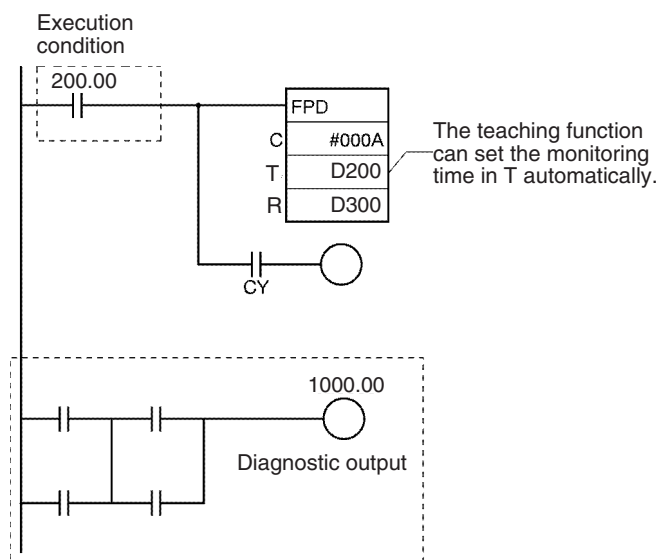 Execution
condition
200.00
FPD
C #000A
T D200
R D300
The teaching function
can set the monitoring
time in T automatically.
CY
1000.00
Diagnostic output